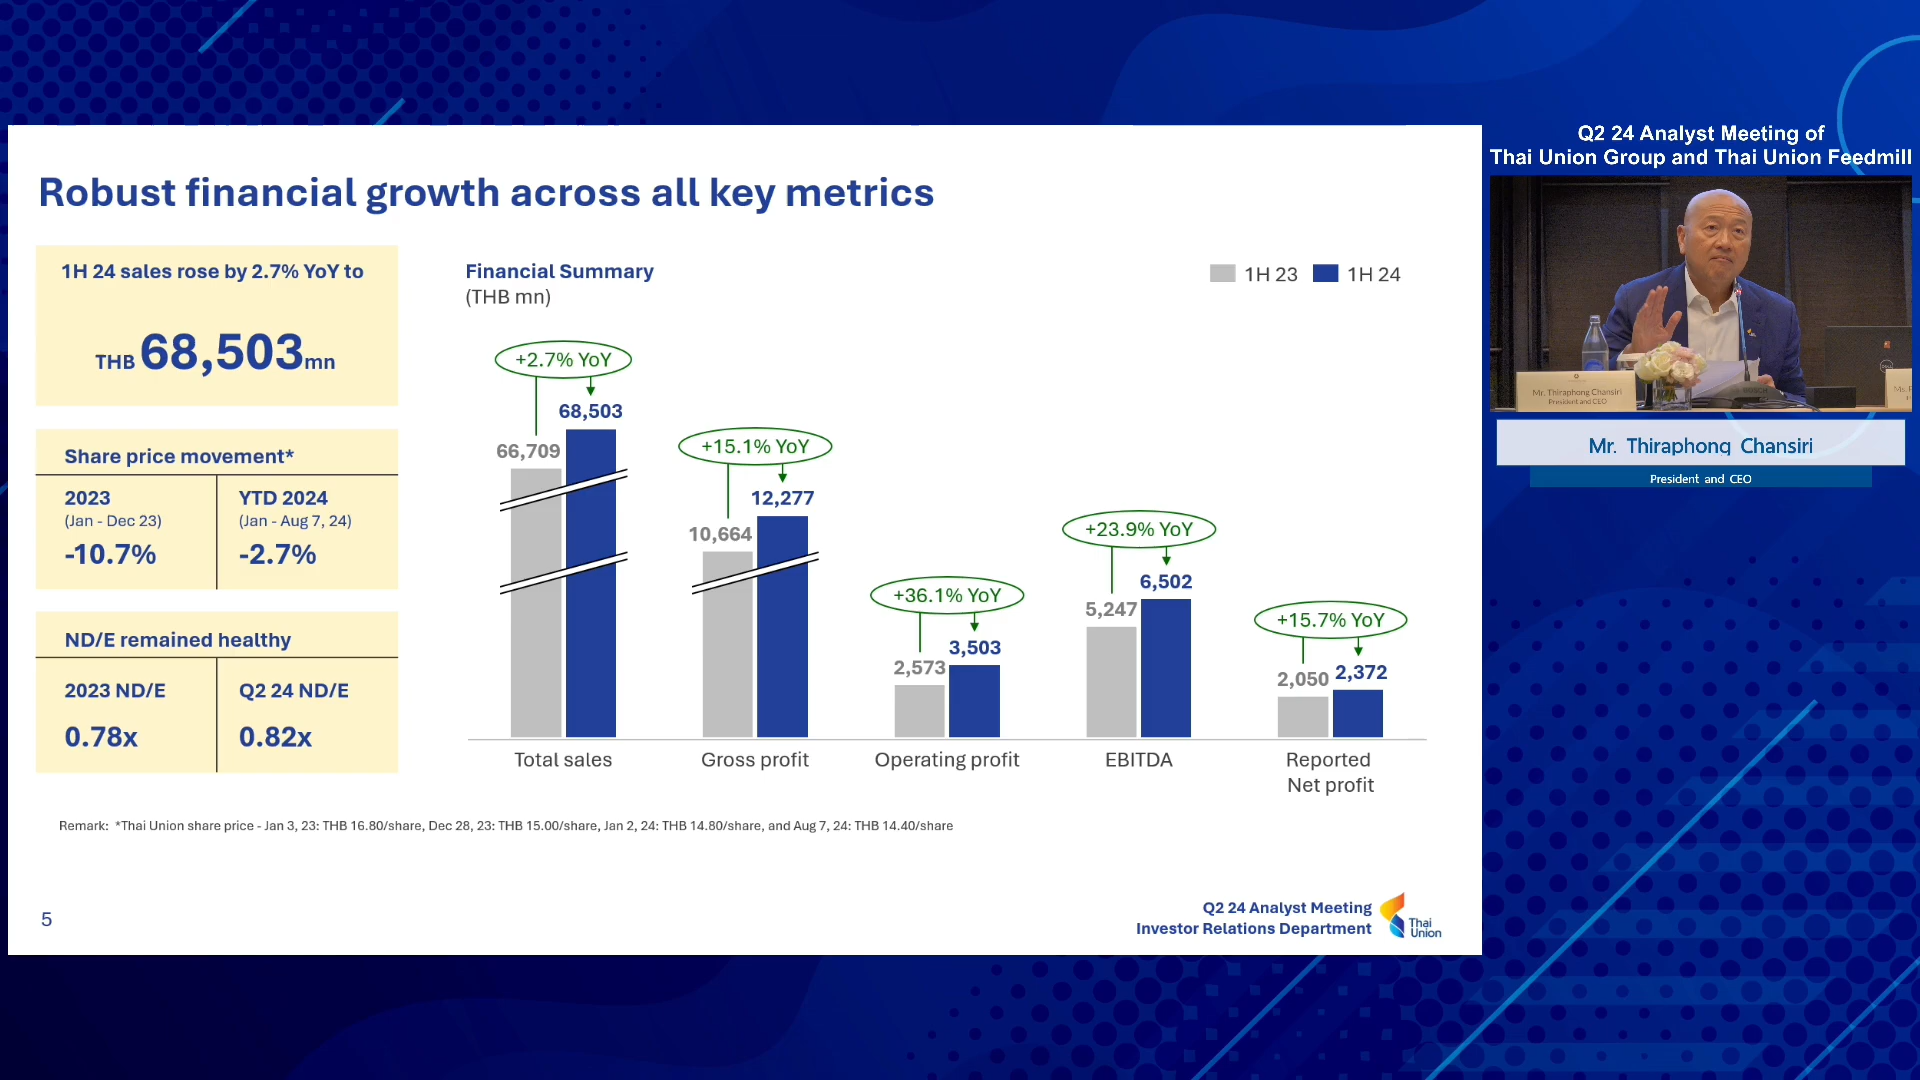 Robust financial growth across all key metrics
1H 24 sales rose by 2.7% YoY to
THB 68,503mn
Share price movement*
2023
(Jan - Dec 23)
-10.7%
YTD 2024
(Jan - Aug 7, 24)
-2.7%
ND/E remained healthy
2023 ND/E
0.78x
Q2 24 ND/E
0.82x
Financial Summary
(THB mn)
1H 23
1H 24
+2.7% YoY
66,709
68,503
Total sales
+15.1% YoY
10,664
12,277
Gross profit
+36.1% YoY
2,573
3,503
Operating profit
+23.9% YoY
5,247
6,502
EBITDA
+15.7% YoY
2,050
2,372
Reported
Net profit
Remark: *Thai Union share price - Jan 3, 23: THB 16.80/share, Dec 28, 23: THB 15.00/share, Jan 2, 24: THB 14.80/share, and Aug 7, 24: THB 14.40/share
5
Q2 24 Analyst Meeting
Investor Relations Department
Thai
Union
Q2 24 Analyst Meeting of
Thai Union Group and Thai Union Feedmill
Mr. Thiraphong Chansiri
President and CEO
Ms.
Mr. Thiraphong Chansiri
President and CEO